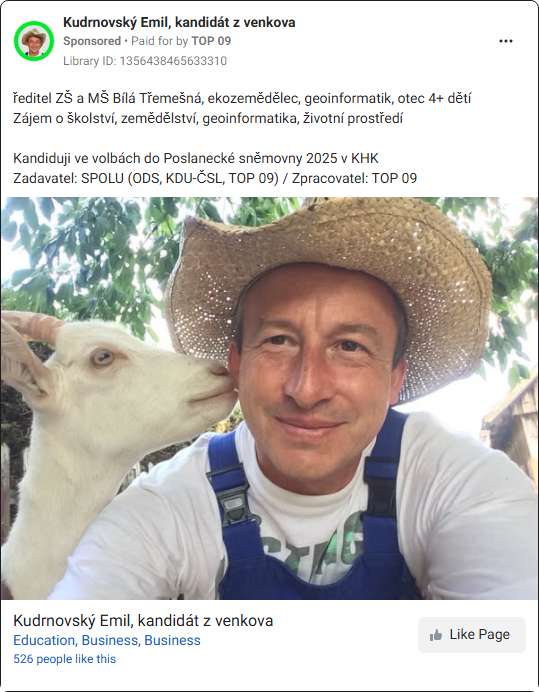 Kudrnovský Emil, kandidát z venkova
Sponsored • Paid for by TOP 09
Library ID: 1356438465633310
ředitel ZŠ a MŠ Bílá Třemešná, ekozemědělec, geoinformatik, otec 4+ dětí
Zájem o školství, zemědělství, geoinformatika, životní prostředí
Kandiduji ve volbách do Poslanecké sněmovny 2025 v KHK
Zadavatel: SPOLU (ODS, KDU-ČSL, TOP 09) / Zpracovatel: TOP 09
Kudrnovský Emil, kandidát z venkova
Education, Business, Business
526 people like this
Like Page